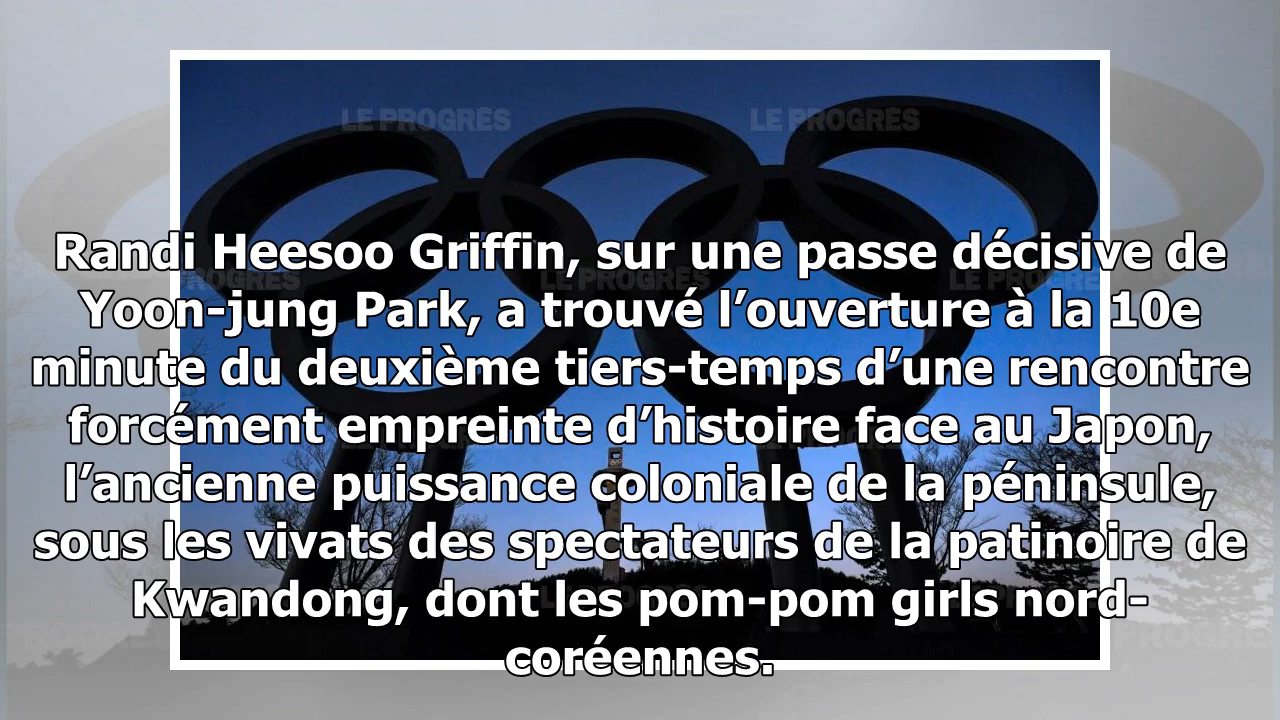 LE PROGRÈS LE PROGRÈS
Randi Heesoo Griffin, sur une passe décisive de
Yoon-jung Park, a trouvé l’ouverture à la 10e
minute du deuxième tiers-temps d’une rencontre
forcément empreinte d’histoire face au Japon,
l’ancienne puissance coloniale de la péninsule,
sous les vivats des spectateurs de la patinoire de
Kwandong, dont les pom-pom girls nord-
coréennes.